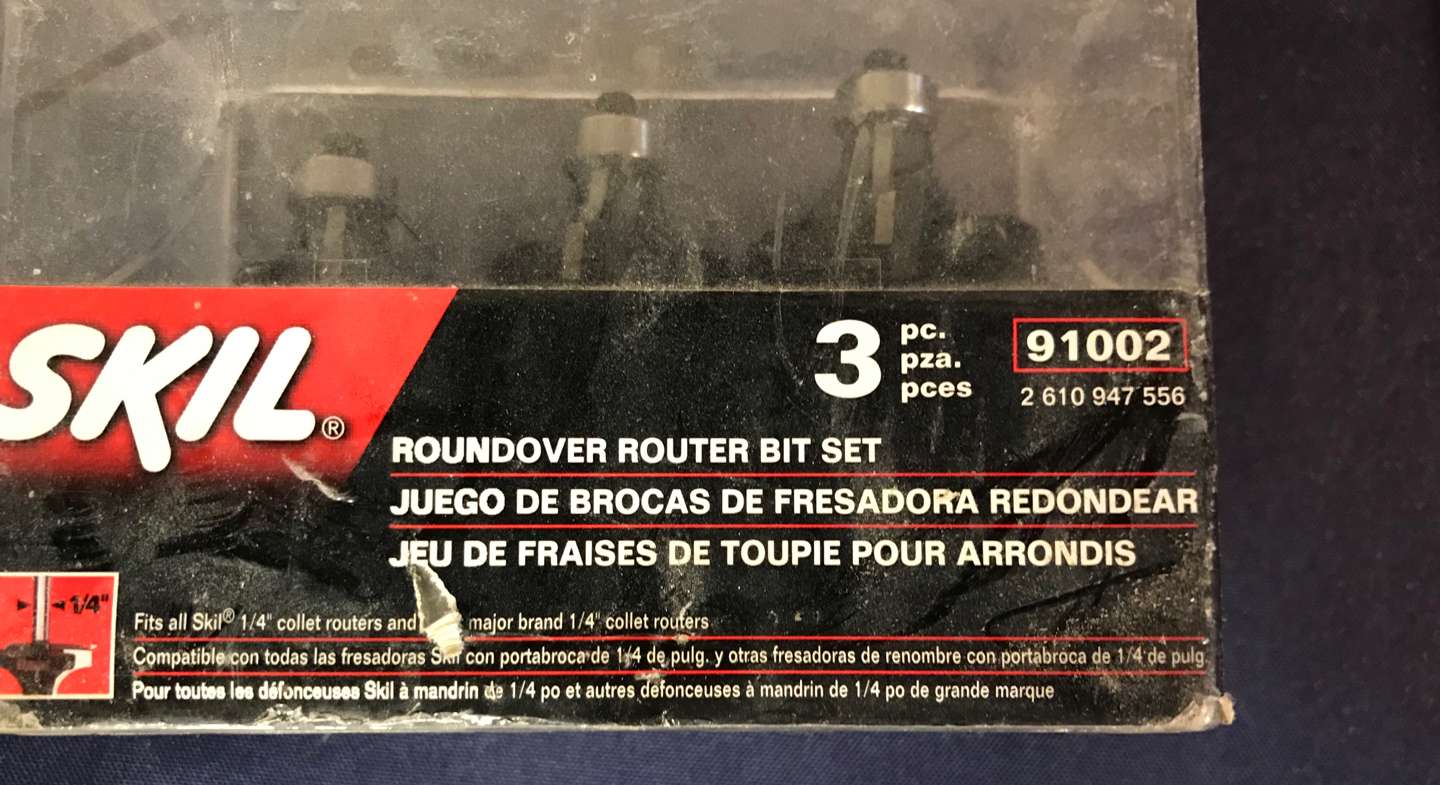 SKIL®
3 pc.
pza.
pces
91002
2 610 947 556
ROUNDOVER ROUTER BIT SET
JUEGO DE BROCAS DE FRESADORA REDONDEAR
JEU DE FRAISES DE TOUPIE POUR ARRONDIS
1/4"
Fits all Skil® 1/4" collet routers and major brand 1/4" collet routers
Compatible con todas las fresadoras Skil con portabroca de 1/4 de pulg. y otras fresadoras de renombre con portabroca de 1/4 de pulg.
Pour toutes les défonceuses Skil à mandrin de 1/4 po et autres défonceuses à mandrin de 1/4 po de grande marque